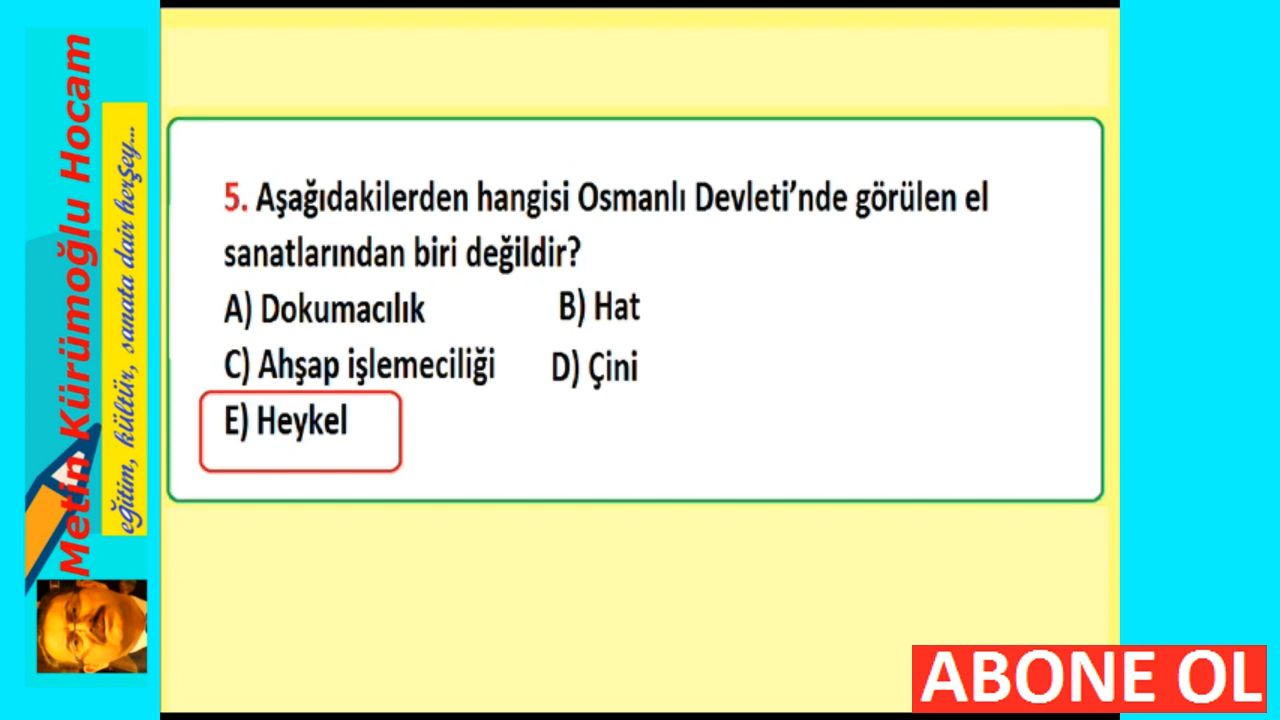 Metin Kürümoğlu Hocam
eğitim, kültür, sanata dair herşey...
5. Aşağıdakilerden hangisi Osmanlı Devleti’nde görülen el
sanatlarından biri değildir?
A) Dokumacılık B) Hat
C) Ahşap işlemeciliği D) Çini
E) Heykel
ABONE OL